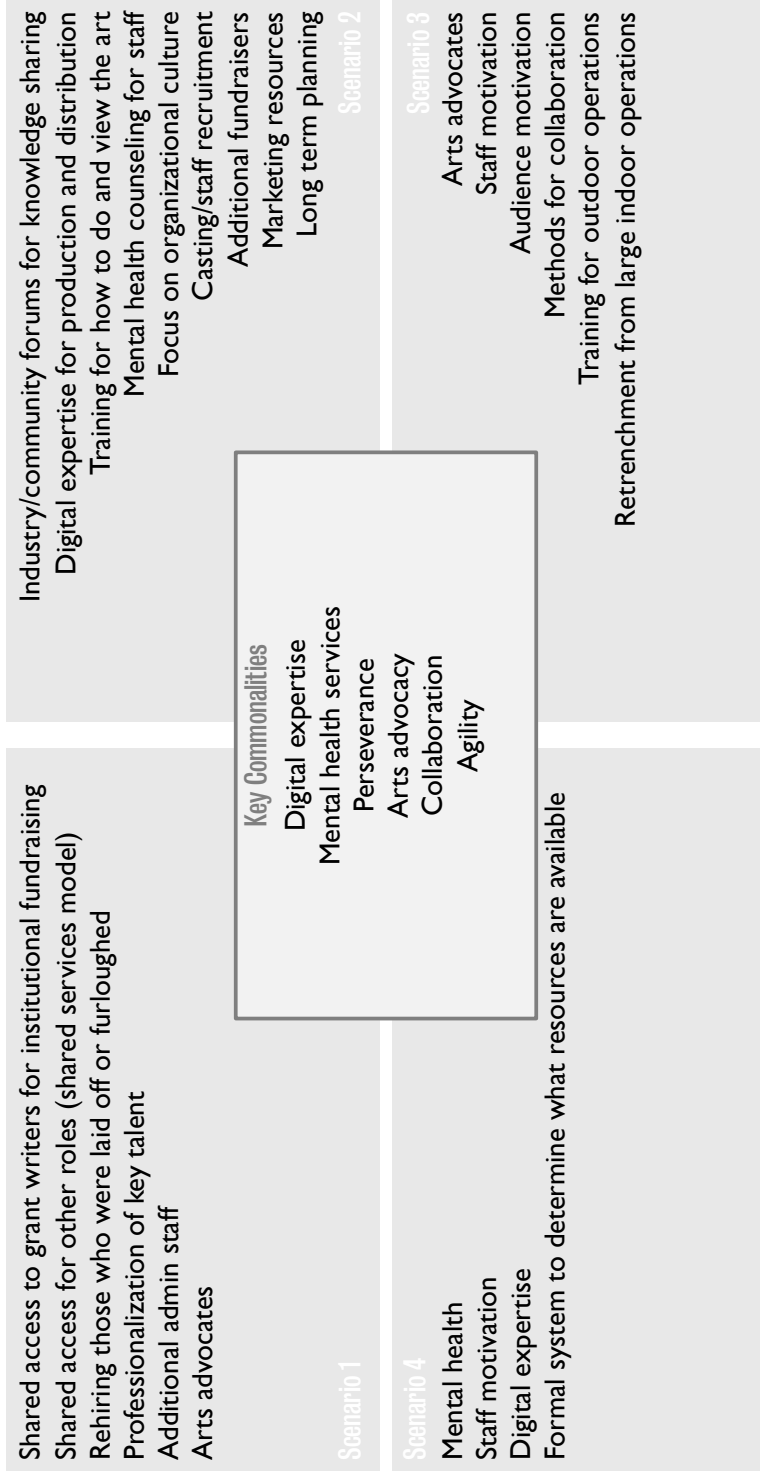 Shared access to grant writers for institutional fundraising
Shared access for other roles (shared services model)
Rehiring those who were laid off or furloughed
Professionalization of key talent
Additional admin staff
Arts advocates
Scenario 1
Industry/community forums for knowledge sharing
Digital expertise for production and distribution
Training for how to do and view the art
Mental health counseling for staff
Focus on organizational culture
Casting/staff recruitment
Additional fundraisers
Marketing resources
Long term planning
Scenario 2
Key Commonalities
Digital expertise
Mental health services
Perseverance
Arts advocacy
Collaboration
Agility
Scenario 4
Mental health
Staff motivation
Digital expertise
Formal system to determine what resources are available
Scenario 3
Arts advocates
Staff motivation
Audience motivation
Methods for collaboration
Training for outdoor operations
Retrenchment from large indoor operations